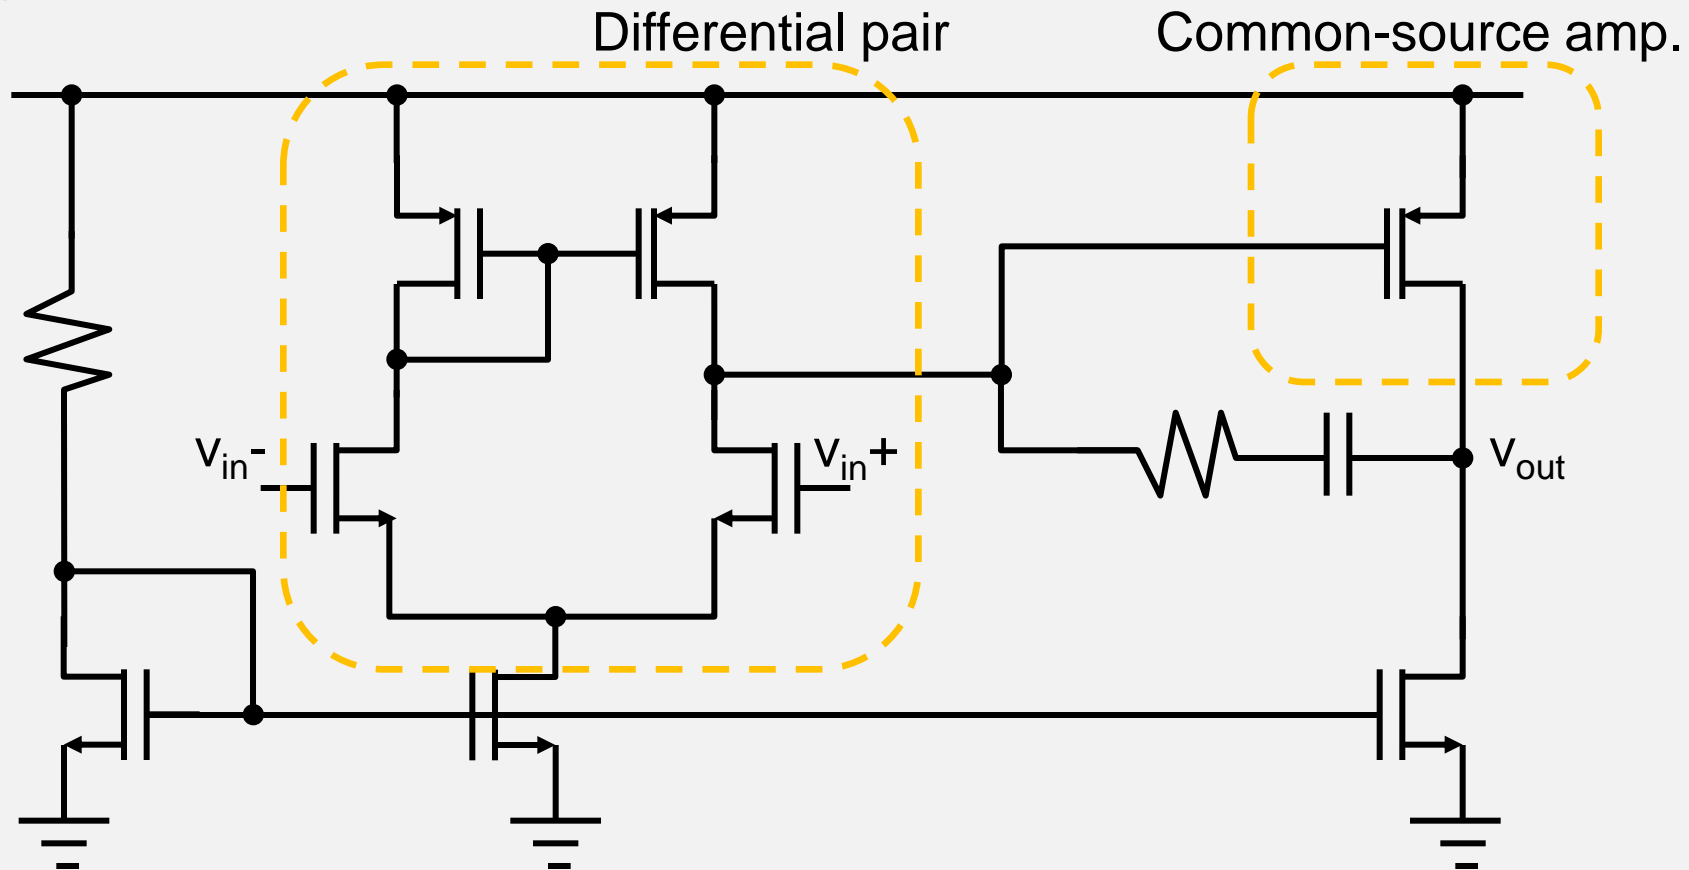 Differential pair
Common-source amp.
vin-
vin+
vout